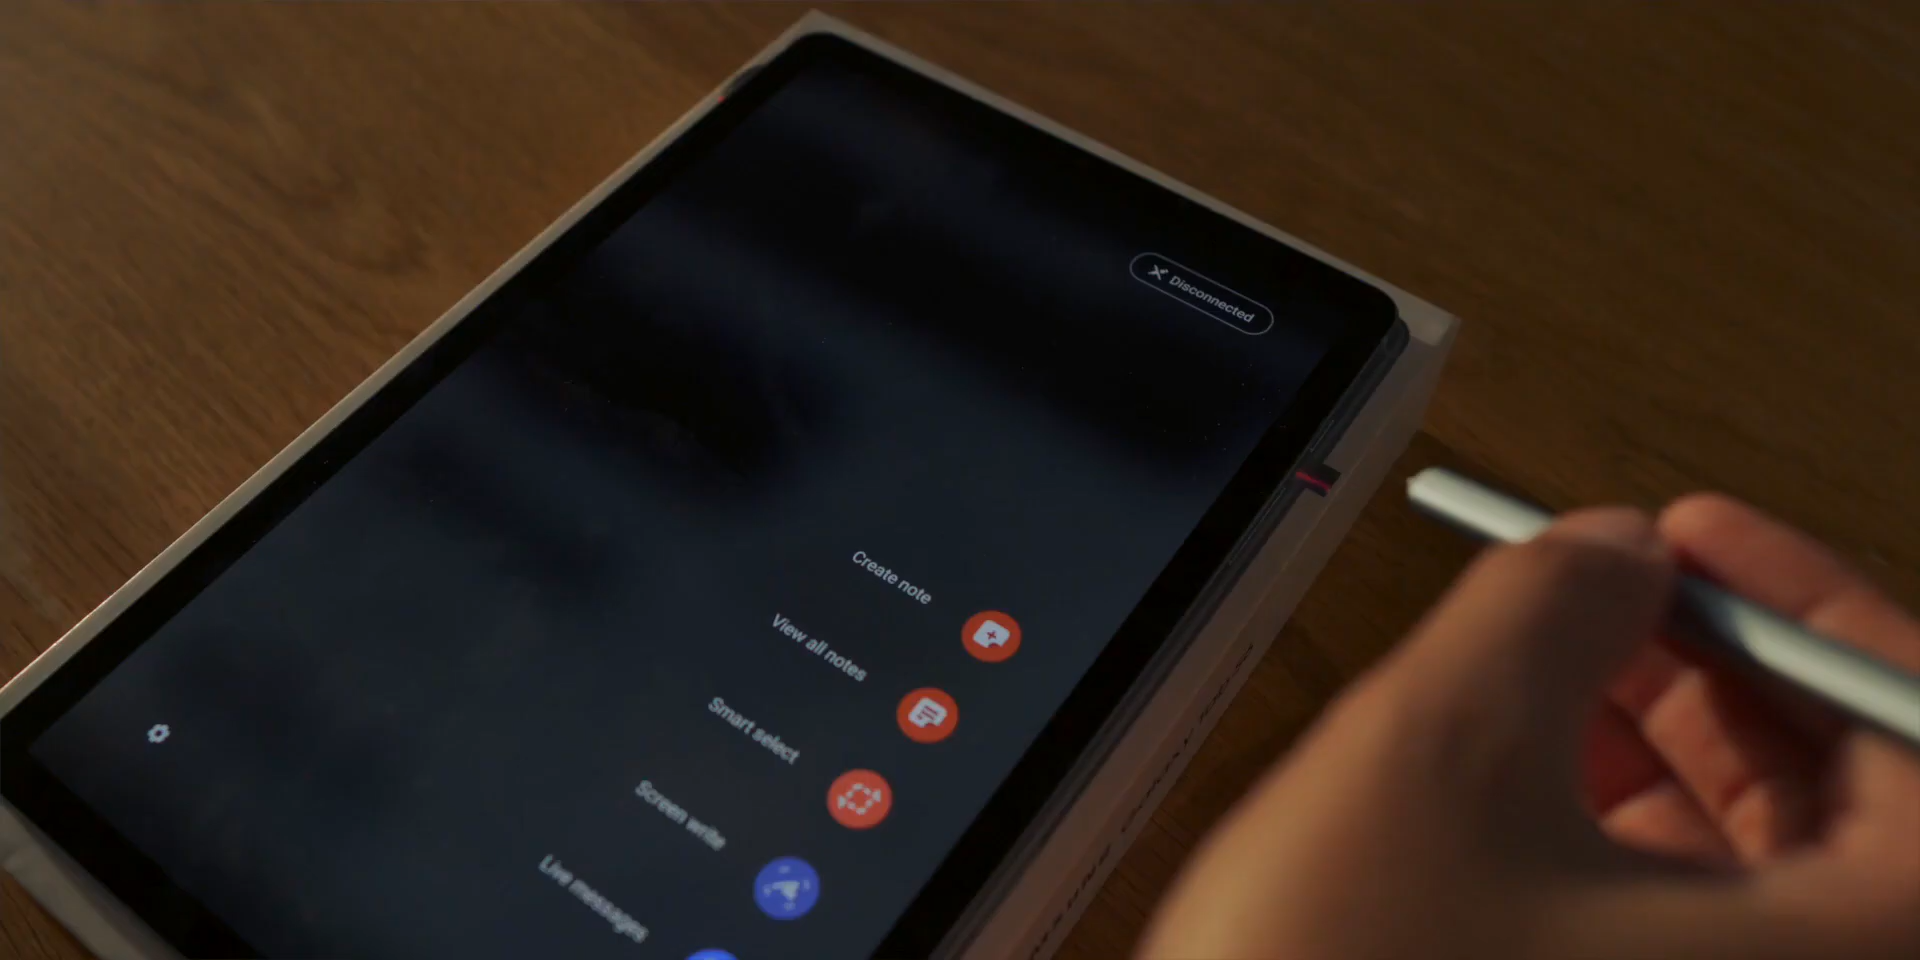 Disconnected
Create note
View all notes
Smart select
Screen write
Live messages